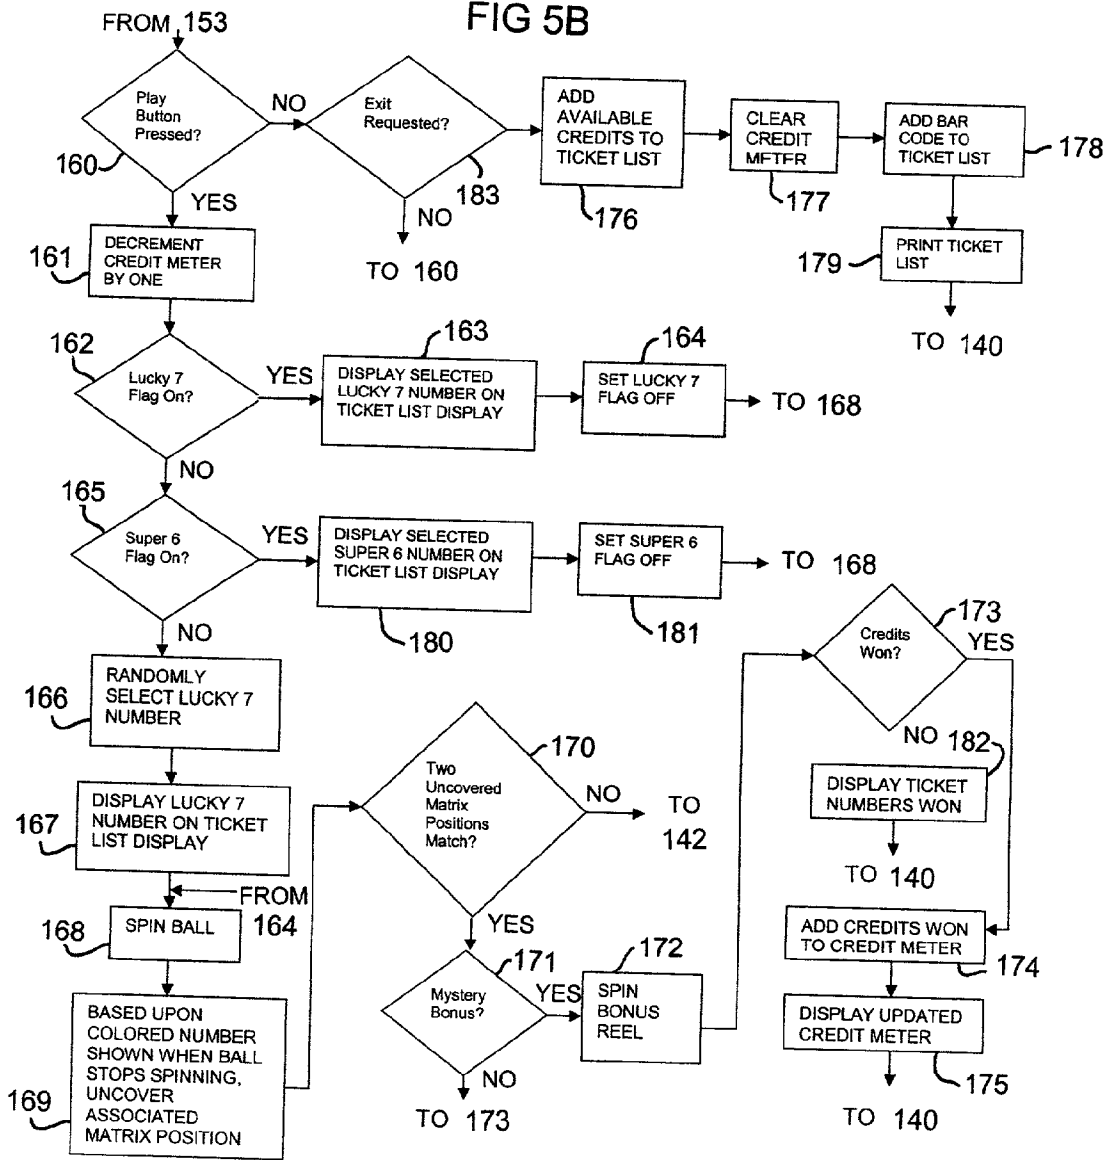 FIG 5B
FROM 153
Play
Button
Pressed?
160
NO
YES
Exit
Requested?
183
NO
TO 160
ADD
AVAILABLE
CREDITS TO
TICKET LIST
176
CLEAR
CREDIT
METER
177
ADD BAR
CODE TO
TICKET LIST
178
PRINT TICKET
LIST
179
TO 140
DECREMENT
CREDIT METER
BY ONE
161
162
Lucky 7
Flag On?
YES
NO
163
DISPLAY SELECTED
LUCKY 7 NUMBER ON
TICKET LIST DISPLAY
164
SET LUCKY 7
FLAG OFF
TO 168
165
Super 6
Flag On?
YES
NO
DISPLAY SELECTED
SUPER 6 NUMBER ON
TICKET LIST DISPLAY
180
SET SUPER 6
FLAG OFF
181
TO 168
RANDOMLY
SELECT LUCKY 7
NUMBER
166
DISPLAY LUCKY 7
NUMBER ON TICKET
LIST DISPLAY
167
FROM
164
SPIN BALL
168
BASED UPON
COLORED NUMBER
SHOWN WHEN BALL
STOPS SPINNING,
UNCOVER
ASSOCIATED
MATRIX POSITION
169
170
Two
Uncovered
Matrix
Positions
Match?
NO
TO
142
YES
171
Mystery
Bonus?
YES
NO
TO 173
172
SPIN
BONUS
REEL
173
Credits
Won?
YES
NO
182
DISPLAY TICKET
NUMBERS WON
TO 140
ADD CREDITS WON
TO CREDIT METER
174
DISPLAY UPDATED
CREDIT METER
175
TO 140